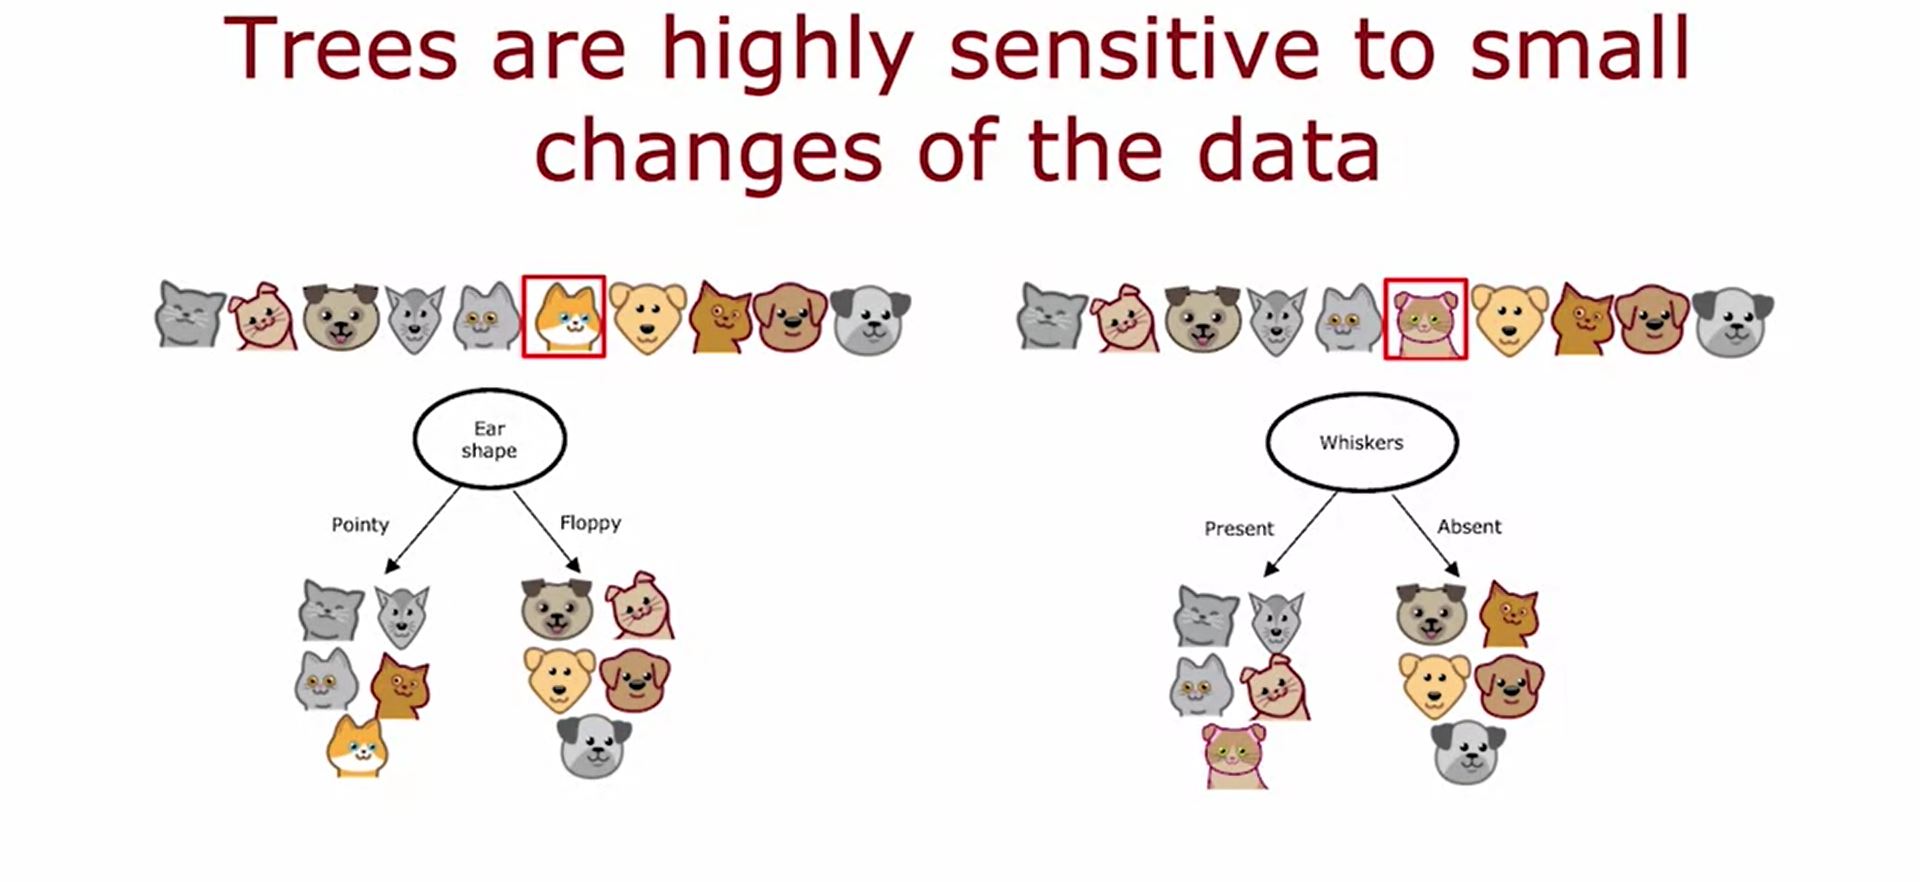 Trees are highly sensitive to small
changes of the data
Ear
shape
Pointy
Floppy
Whiskers
Present
Absent